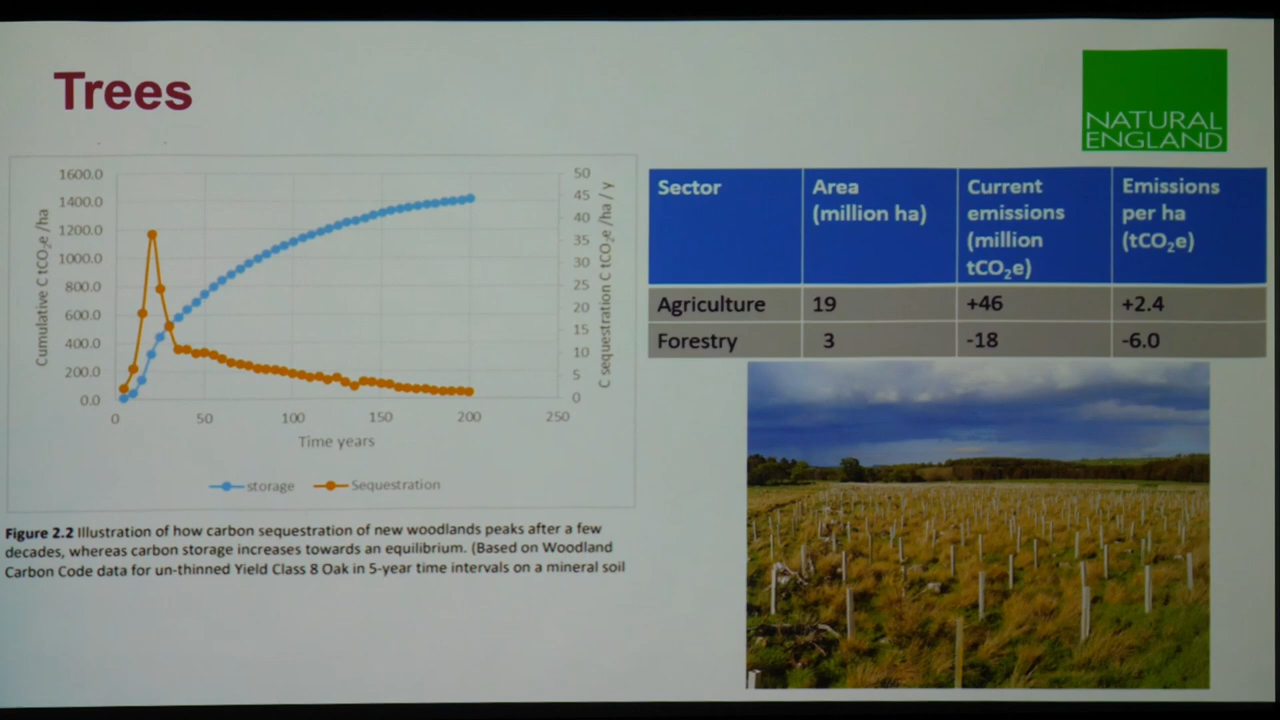 Trees
NATURAL
ENGLAND
1600.0
1400.0
1200.0
1000.0
800.0
600.0
400.0
200.0
0.0
Cumulative C tCO₂e /ha
50
45
40
35
30
25
20
15
10
5
0
C sequestration C tCO₂e /ha / y
0 50 100 150 200 250
Time years
storage Sequestration
Figure 2.2 Illustration of how carbon sequestration of new woodlands peaks after a few
decades, whereas carbon storage increases towards an equilibrium. (Based on Woodland
Carbon Code data for un-thinned Yield Class 8 Oak in 5-year time intervals on a mineral soil
Sector
Area
(million ha)
Current
emissions
(million
tCO₂e)
Emissions
per ha
(tCO₂e)
Agriculture 19 +46 +2.4
Forestry 3 -18 -6.0